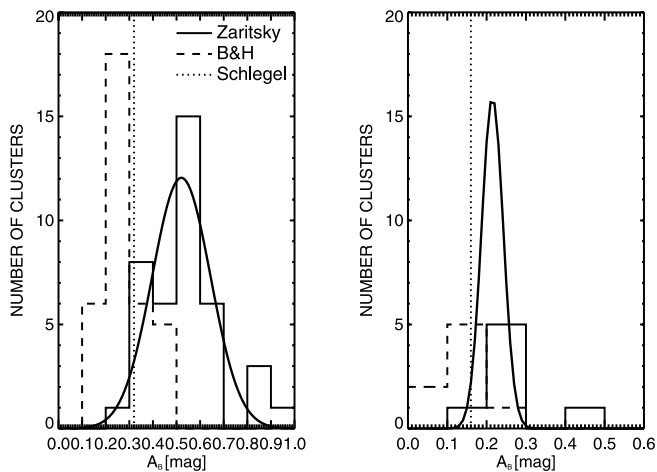 20
15
10
5
0
NUMBER OF CLUSTERS
Zaritsky
B&H
Schlegel
0.00.10.20.30.40.50.60.70.80.91.0
A_B [mag]
20
15
10
5
0
NUMBER OF CLUSTERS
0.0 0.1 0.2 0.3 0.4 0.5 0.6
A_B [mag]